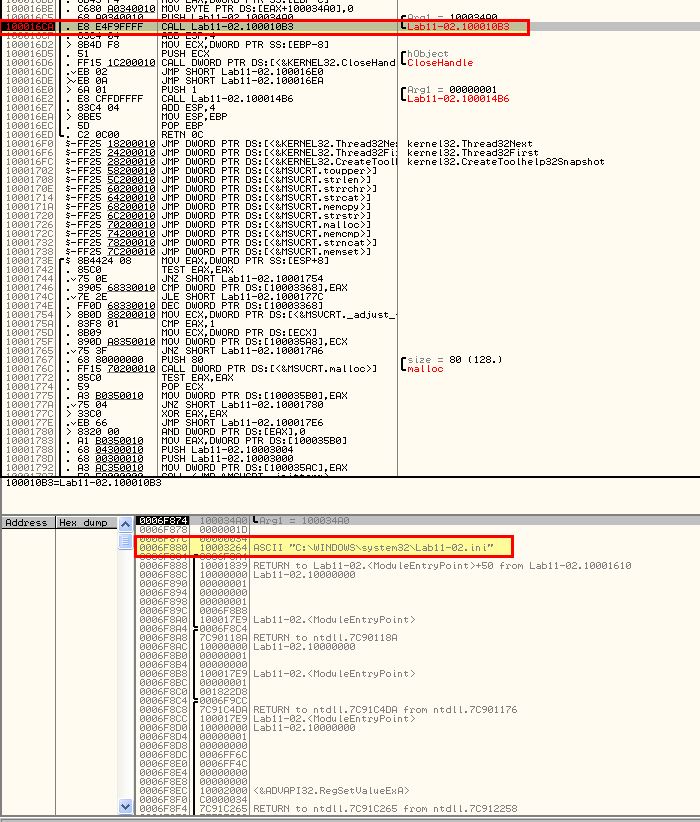 100016BE . C680 A0340010 MOV BYTE PTR DS:[EAX+100034A0],0
100016C5 . 68 A0340010 PUSH Lab11-02.100034A0 Arg1 = 100034A0
100016CA . E8 E4F9FFFF CALL Lab11-02.100010B3 Lab11-02.100010B3
100016CF . 83C4 04 ADD ESP,4
100016D2 > 8B4D F8 MOV ECX,DWORD PTR SS:[EBP-8]
100016D5 . 51 PUSH ECX hObject
100016D6 . FF15 1C200010 CALL DWORD PTR DS:[<&KERNEL32.CloseHand CloseHandle
100016DC . EB 02 JMP SHORT Lab11-02.100016E0
100016DE . EB 0A JMP SHORT Lab11-02.100016EA
100016E0 > 6A 01 PUSH 1 Arg1 = 00000001
100016E2 . E8 CFFDFFFF CALL Lab11-02.100014B6 Lab11-02.100014B6
100016E7 . 83C4 04 ADD ESP,4
100016EA > 8BE5 MOV ESP,EBP
100016EC . 5D POP EBP
100016ED . C2 0C00 RETN 0C
100016F0 $-FF25 18200010 JMP DWORD PTR DS:[<&KERNEL32.Thread32Ne kernel32.Thread32Next
100016F6 $-FF25 24200010 JMP DWORD PTR DS:[<&KERNEL32.Thread32Fi kernel32.Thread32First
100016FC $-FF25 28200010 JMP DWORD PTR DS:[<&KERNEL32.CreateTool kernel32.CreateToolhelp32Snapshot
10001702 $-FF25 58200010 JMP DWORD PTR DS:[<&MSVCRT.toupper>]
10001708 $-FF25 5C200010 JMP DWORD PTR DS:[<&MSVCRT.strlen>]
1000170E $-FF25 60200010 JMP DWORD PTR DS:[<&MSVCRT.strrchr>]
10001714 $-FF25 64200010 JMP DWORD PTR DS:[<&MSVCRT.strcat>]
1000171A $-FF25 68200010 JMP DWORD PTR DS:[<&MSVCRT.memcpy>]
10001720 $-FF25 6C200010 JMP DWORD PTR DS:[<&MSVCRT.strstr>]
10001726 $-FF25 70200010 JMP DWORD PTR DS:[<&MSVCRT.malloc>]
1000172C $-FF25 74200010 JMP DWORD PTR DS:[<&MSVCRT.memcmp>]
10001732 $-FF25 78200010 JMP DWORD PTR DS:[<&MSVCRT.strncat>]
10001738 $-FF25 7C200010 JMP DWORD PTR DS:[<&MSVCRT.memset>]
1000173E $ 8B4424 08 MOV EAX,DWORD PTR SS:[ESP+8]
10001742 . 85C0 TEST EAX,EAX
10001744 . 75 0E JNZ SHORT Lab11-02.10001754
10001746 . 3905 68330010 CMP DWORD PTR DS:[10003368],EAX
1000174C . 7E 2E JLE SHORT Lab11-02.1000177C
1000174E . FF0D 68330010 DEC DWORD PTR DS:[10003368]
10001754 > 8B0D 88200010 MOV ECX,DWORD PTR DS:[<&MSVCRT._adjust_
1000175A . 83F8 01 CMP EAX,1
1000175D . 8B09 MOV ECX,DWORD PTR DS:[ECX]
1000175F . 890D A8350010 MOV DWORD PTR DS:[100035A8],ECX
10001765 . 75 3F JNZ SHORT Lab11-02.100017A6
10001767 . 68 80000000 PUSH 80 size = 80 (128.)
1000176C . FF15 70200010 CALL DWORD PTR DS:[<&MSVCRT.malloc>] malloc
10001772 . 85C0 TEST EAX,EAX
10001774 . 59 POP ECX
10001775 . A3 B0350010 MOV DWORD PTR DS:[100035B0],EAX
1000177A . 75 04 JNZ SHORT Lab11-02.10001780
1000177C > 33C0 XOR EAX,EAX
1000177E . EB 66 JMP SHORT Lab11-02.100017E6
10001780 > 8320 00 AND DWORD PTR DS:[EAX],0
10001783 . A1 B0350010 MOV EAX,DWORD PTR DS:[100035B0]
10001788 . 68 04300010 PUSH Lab11-02.10003004
1000178D . 68 00300010 PUSH Lab11-02.10003000
10001792 . A3 AC350010 MOV DWORD PTR DS:[100035AC],EAX
100010B3=Lab11-02.100010B3
Address Hex dump
0006F874 100034A0 Arg1 = 100034A0
0006F878 0000001D
0006F87C 00000034
0006F880 10003264 ASCII "C:\WINDOWS\system32\Lab11-02.ini"
0006F888 10001839 RETURN to Lab11-02.<ModuleEntryPoint>+50 from Lab11-02.10001610
0006F88C 10000000 Lab11-02.10000000
0006F890 00000001
0006F894 00000000
0006F898 00000001
0006F89C 0006F8B8
0006F8A0 100017E9 Lab11-02.<ModuleEntryPoint>
0006F8A4 0006F8C4
0006F8A8 7C90118A RETURN to ntdll.7C90118A
0006F8AC 10000000 Lab11-02.10000000
0006F8B0 00000001
0006F8B4 00000000
0006F8B8 100017E9 Lab11-02.<ModuleEntryPoint>
0006F8BC 00000001
0006F8C0 001822D8
0006F8C4 0006F9CC
0006F8C8 7C91C4DA RETURN to ntdll.7C91C4DA from ntdll.7C901176
0006F8CC 100017E9 Lab11-02.<ModuleEntryPoint>
0006F8D0 10000000 Lab11-02.10000000
0006F8D4 00000001
0006F8D8 00000000
0006F8DC 0006FF6C
0006F8E0 0006FF4C
0006F8E4 00000000
0006F8E8 00000000
0006F8EC 10002000 <&ADVAPI32.RegSetValueExA>
0006F8F0 C0000034
0006F8F4 7C91C265 RETURN to ntdll.7C91C265 from ntdll.7C912258